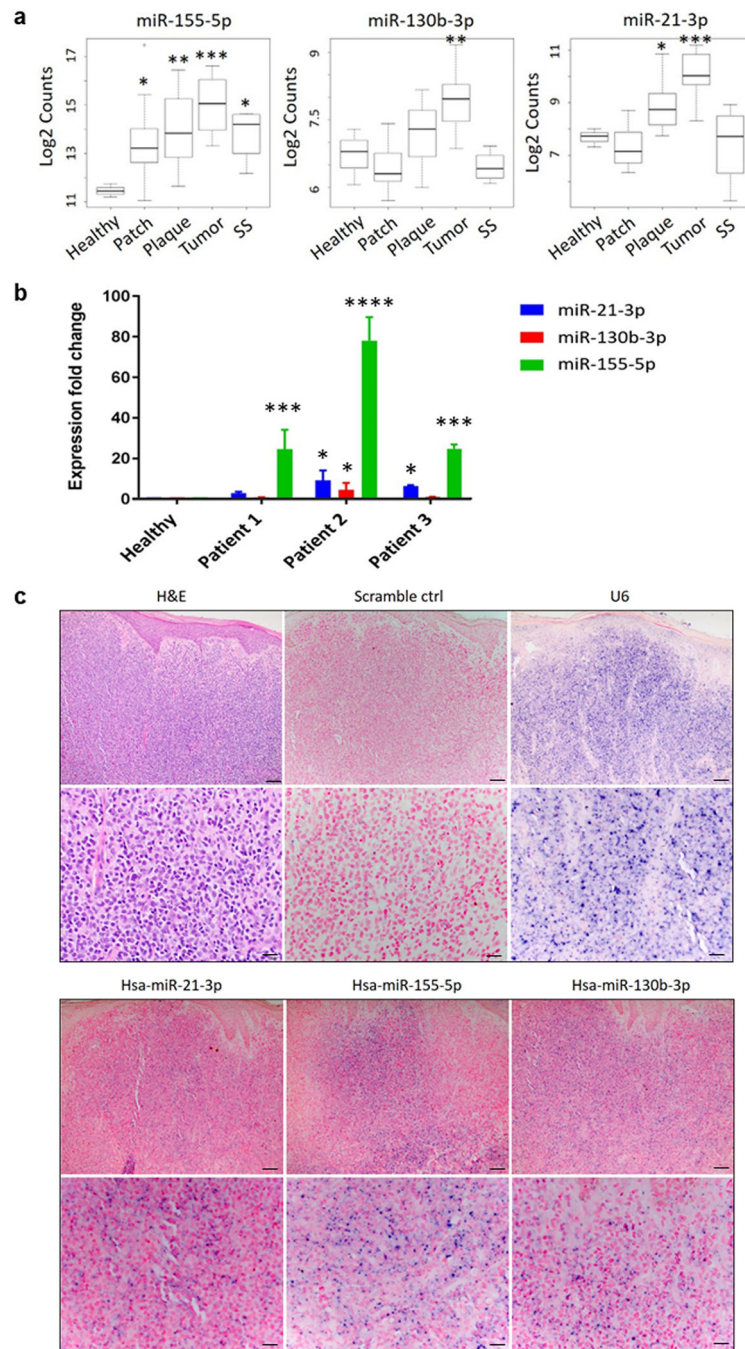 a
miR-155-5p
miR-130b-3p
miR-21-3p
Log2 Counts
17
15
13
11
* ** *** *
Healthy
Patch
Plaque
Tumor
SS
Log2 Counts
9
7.5
6
**
Healthy
Patch
Plaque
Tumor
SS
Log2 Counts
11
9
7
* ***
Healthy
Patch
Plaque
Tumor
SS
b
Expression fold change
100
80
60
40
20
0
***
* * ****
* ***
Healthy
Patient 1
Patient 2
Patient 3
miR-21-3p
miR-130b-3p
miR-155-5p
c
H&E
Scramble ctrl
U6
Hsa-miR-21-3p
Hsa-miR-155-5p
Hsa-miR-130b-3p